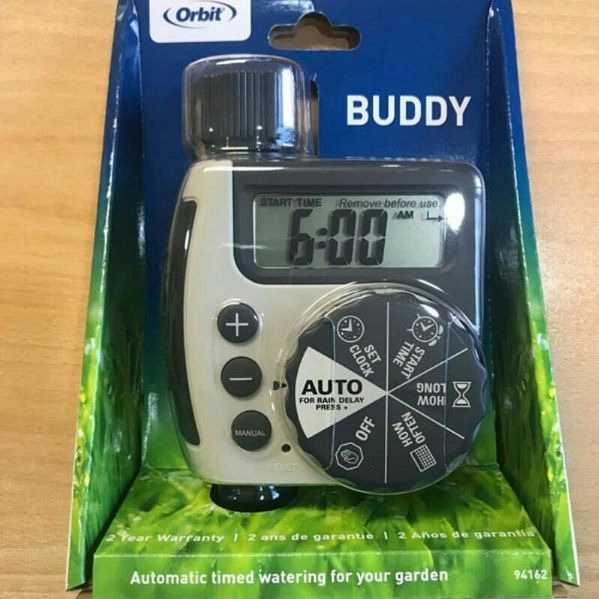 Orbit
BUDDY
START TIME
Remove before use
6:00 AM
SET CLOCK
START TIME
HOW LONG
HOW OFTEN
OFF
AUTO
FOR RAIN DELAY
PRESS +
+
−
MANUAL
2 Year Warranty | 2 ans de garantie | 2 Años de garantía
Automatic timed watering for your garden
94162